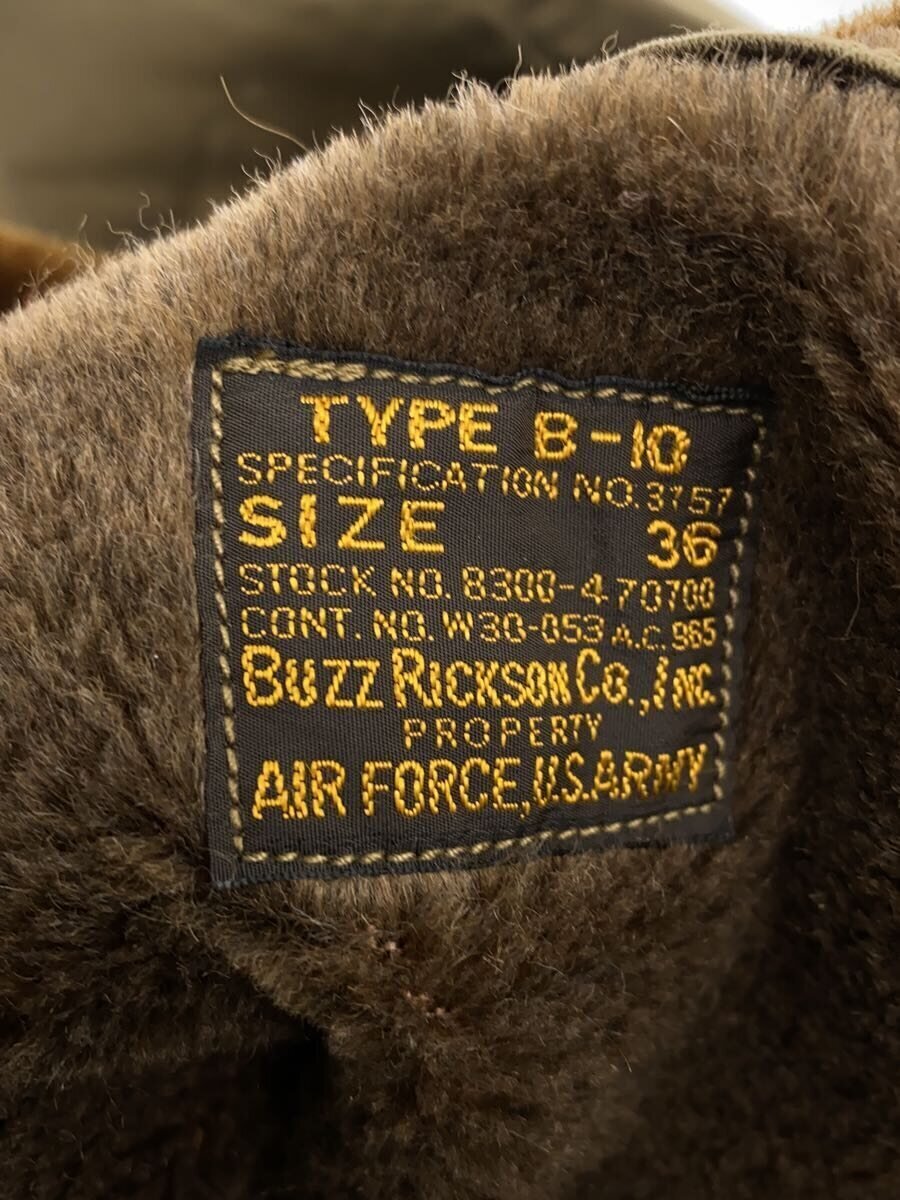 TYPE B-10
SPECIFICATION NO.3157
SIZE 36
STOCK NO. 8300-470700
CONT. NO. W30-053 A.C. 965
BUZZ RICKSON CO., INC.
PROPERTY
AIR FORCE, U.S. ARMY